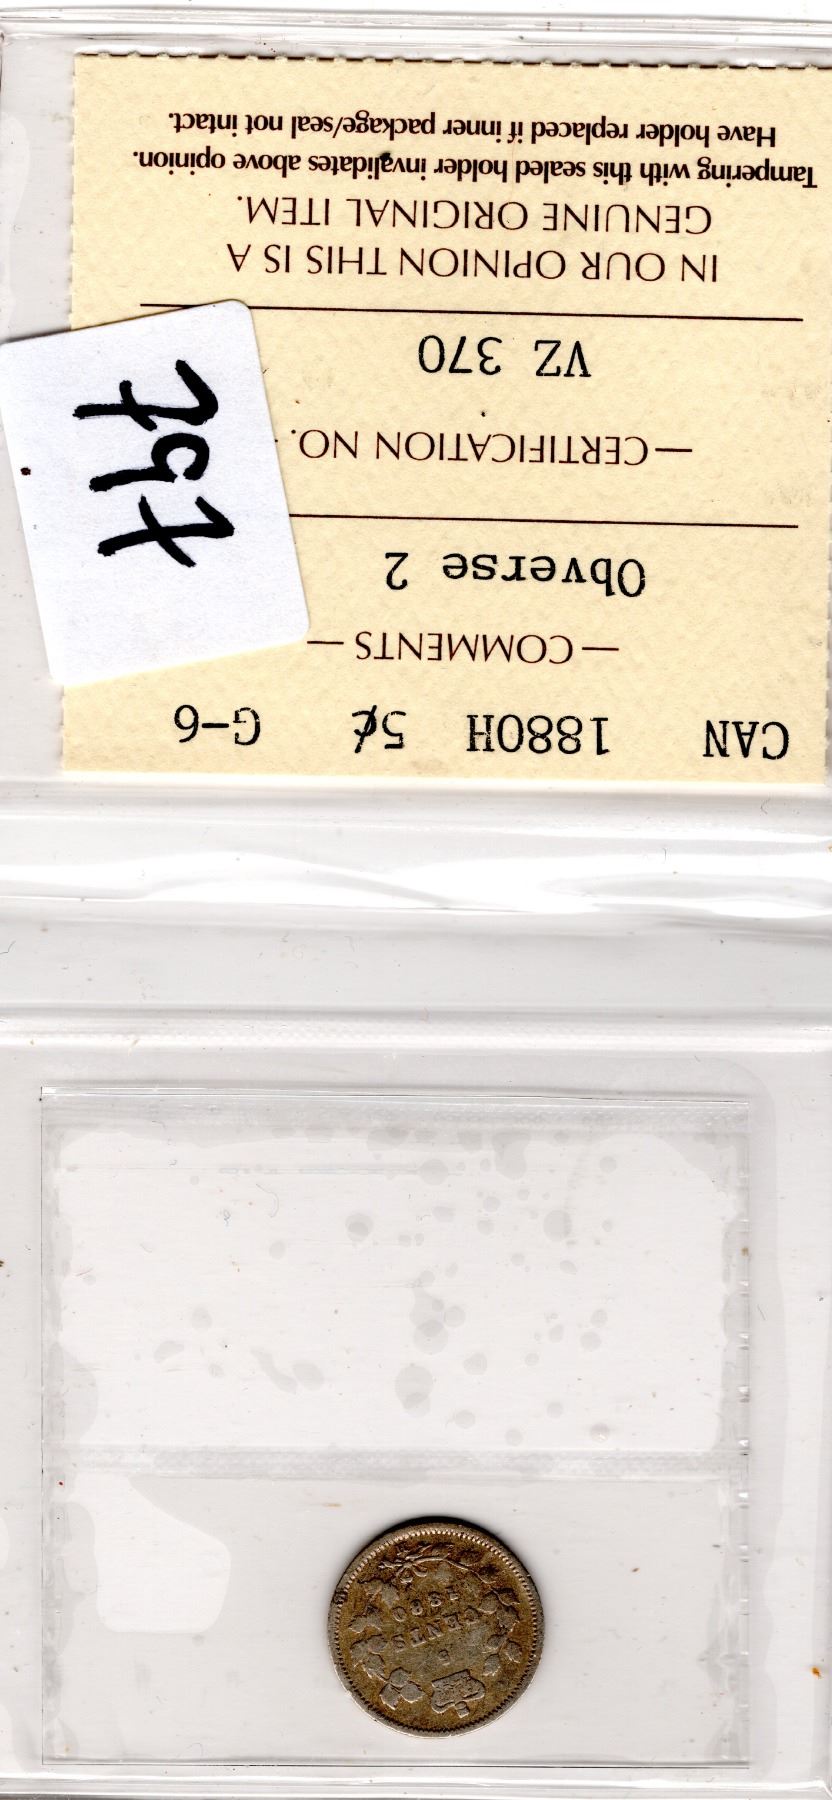 5
CENTS
1880
CAN 1880H 5¢ G-6
— COMMENTS —
Obverse 2
— CERTIFICATION NO. -
VZ 370
IN OUR OPINION THIS IS A
GENUINE ORIGINAL ITEM.
Tampering with this sealed holder invalidates above opinion.
Have holder replaced if inner package/seal not intact.
797